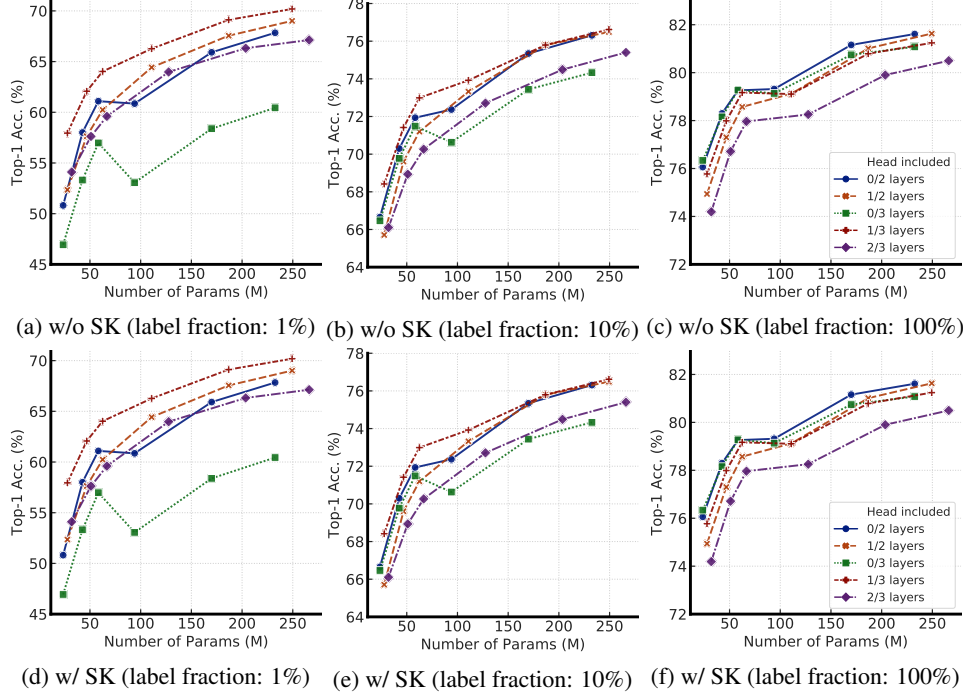 70
65
60
55
50
45
Top-1 Acc. (%)
50 100 150 200 250
Number of Params (M)
(a) w/o SK (label fraction: 1%)
78
76
74
72
70
68
66
64
Top-1 Acc. (%)
50 100 150 200 250
Number of Params (M)
(b) w/o SK (label fraction: 10%)
82
80
78
76
74
72
Top-1 Acc. (%)
Head included
0/2 layers
1/2 layers
0/3 layers
1/3 layers
2/3 layers
50 100 150 200 250
Number of Params (M)
(c) w/o SK (label fraction: 100%)
70
65
60
55
50
45
Top-1 Acc. (%)
50 100 150 200 250
Number of Params (M)
(d) w/ SK (label fraction: 1%)
78
76
74
72
70
68
66
64
Top-1 Acc. (%)
50 100 150 200 250
Number of Params (M)
(e) w/ SK (label fraction: 10%)
82
80
78
76
74
72
Top-1 Acc. (%)
Head included
0/2 layers
1/2 layers
0/3 layers
1/3 layers
2/3 layers
50 100 150 200 250
Number of Params (M)
(f) w/ SK (label fraction: 100%)